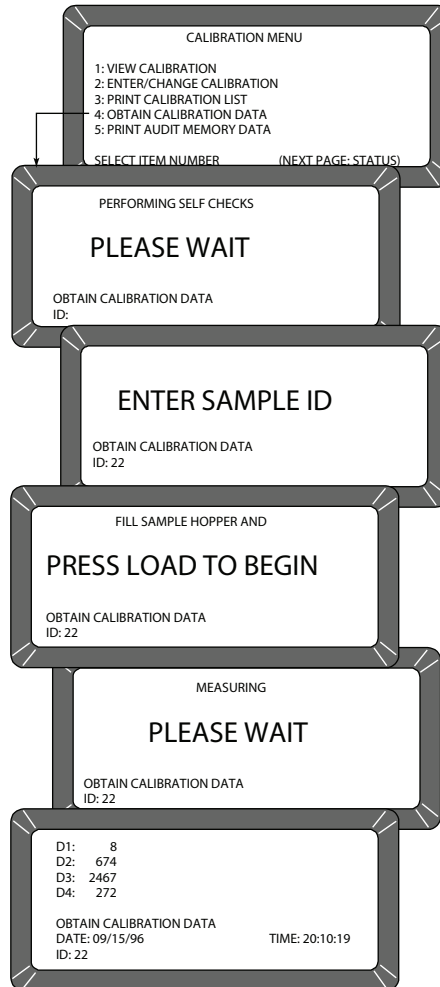 CALIBRATION MENU
1: VIEW CALIBRATION
2: ENTER/CHANGE CALIBRATION
3: PRINT CALIBRATION LIST
4: OBTAIN CALIBRATION DATA
5: PRINT AUDIT MEMORY DATA
SELECT ITEM NUMBER (NEXT PAGE: STATUS)
PERFORMING SELF CHECKS
PLEASE WAIT
OBTAIN CALIBRATION DATA
ID:
ENTER SAMPLE ID
OBTAIN CALIBRATION DATA
ID: 22
FILL SAMPLE HOPPER AND
PRESS LOAD TO BEGIN
OBTAIN CALIBRATION DATA
ID: 22
MEASURING
PLEASE WAIT
OBTAIN CALIBRATION DATA
ID: 22
D1: 8
D2: 674
D3: 2467
D4: 272
OBTAIN CALIBRATION DATA
DATE: 09/15/96 TIME: 20:10:19
ID: 22